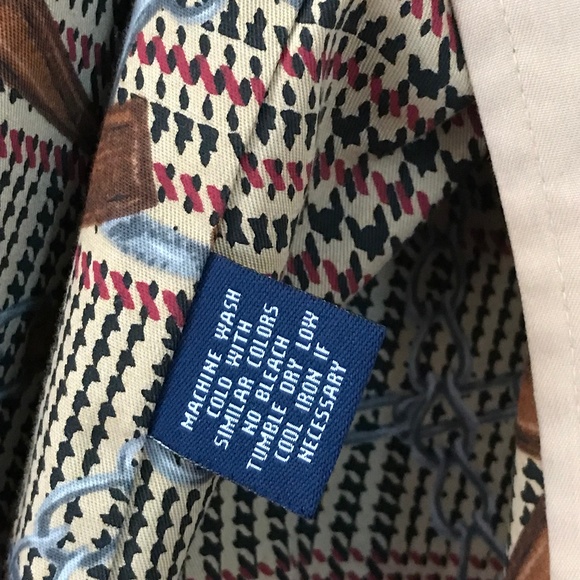 MACHINE WASH
COLD WITH
SIMILAR COLORS
NO BLEACH
TUMBLE DRY LOW
COOL IRON IF
NECESSARY